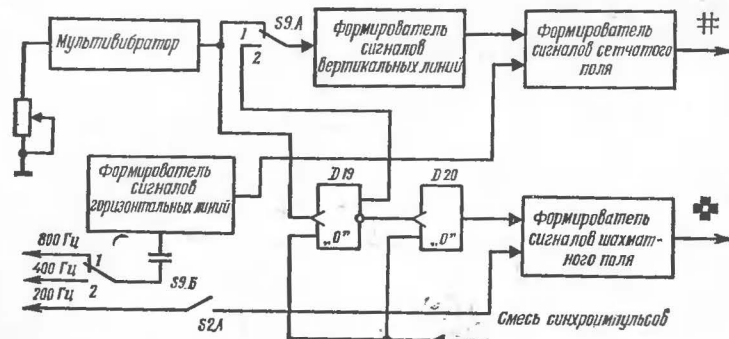 Мультивибратор
1
2
S9.А
Формирователь
сигналов
вертикальных линий
Формирователь
сигналов сетчатого
поля
Формирователь
сигналов
горизонтальных линий
D19
„0”
D20
„0”
Формирователь
сигналов шахмат-
ного поля
800 Гц
400 Гц
200 Гц
1
2
S9.Б
S2.А
Смесь синхроимпульсов